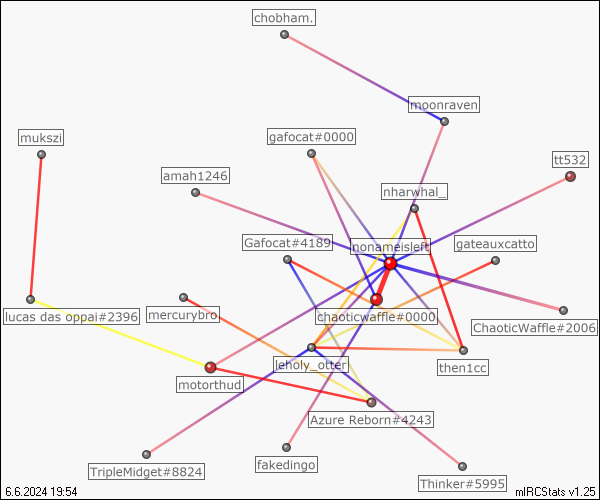 chobham.
moonraven
mukszi
gafocat#0000
tt532
amah1246
nharwhal_
Gafocat#4189
nonameisleft
gateauxcatto
lucas das oppai#2396
mercurybro
chaoticwaffle#0000
ChaoticWaffle#2006
leholy_otter
then1cc
motorthud
Azure Reborn#4243
TripleMidget#8824
fakedingo
Thinker#5995
6.6.2024 19:54
mIRCStats v1.25